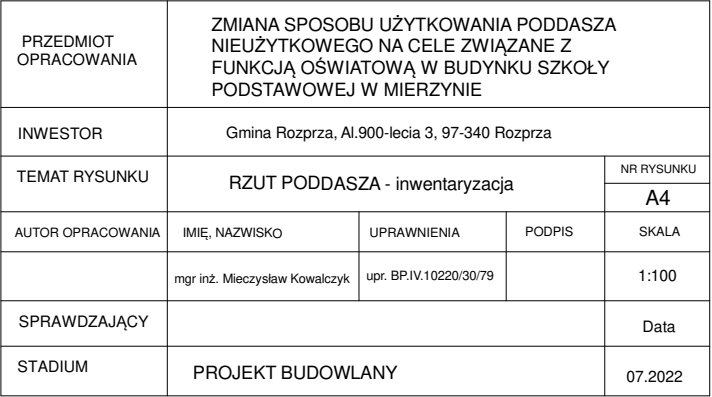 PRZEDMIOT
OPRACOWANIA
ZMIANA SPOSOBU UŻYTKOWANIA PODDASZA
NIEUŻYTKOWEGO NA CELE ZWIĄZANE Z
FUNKCJĄ OŚWIATOWĄ W BUDYNKU SZKOŁY
PODSTAWOWEJ W MIERZYNIE
INWESTOR
Gmina Rozprza, Al.900-lecia 3, 97-340 Rozprza
TEMAT RYSUNKU
RZUT PODDASZA - inwentaryzacja
NR RYSUNKU
A4
AUTOR OPRACOWANIA
IMIĘ, NAZWISKO
UPRAWNIENIA
PODPIS
SKALA
mgr inż. Mieczysław Kowalczyk
upr. BP.IV.10220/30/79
1:100
SPRAWDZAJĄCY
Data
STADIUM
PROJEKT BUDOWLANY
07.2022